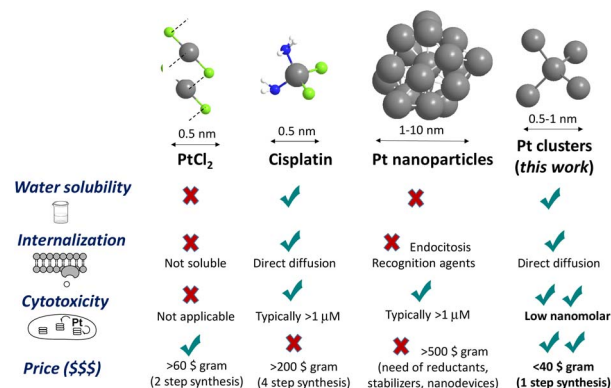 0.5 nm
0.5 nm
1-10 nm
0.5-1 nm
PtCl2
Cisplatin
Pt nanoparticles
Pt clusters
(this work)
Water solubility
Internalization
Endocitosis
Not soluble
Direct diffusion
Recognition agents
Direct diffusion
Cytotoxicity
Pt
Not applicable
Typically >1 µM
Typically >1 µM
Low nanomolar
Price ($$$)
>60 $ gram
(2 step synthesis)
>200 $ gram
(4 step synthesis)
>500 $ gram
(need of reductants,
stabilizers, nanodevices)
<40 $ gram
(1 step synthesis)